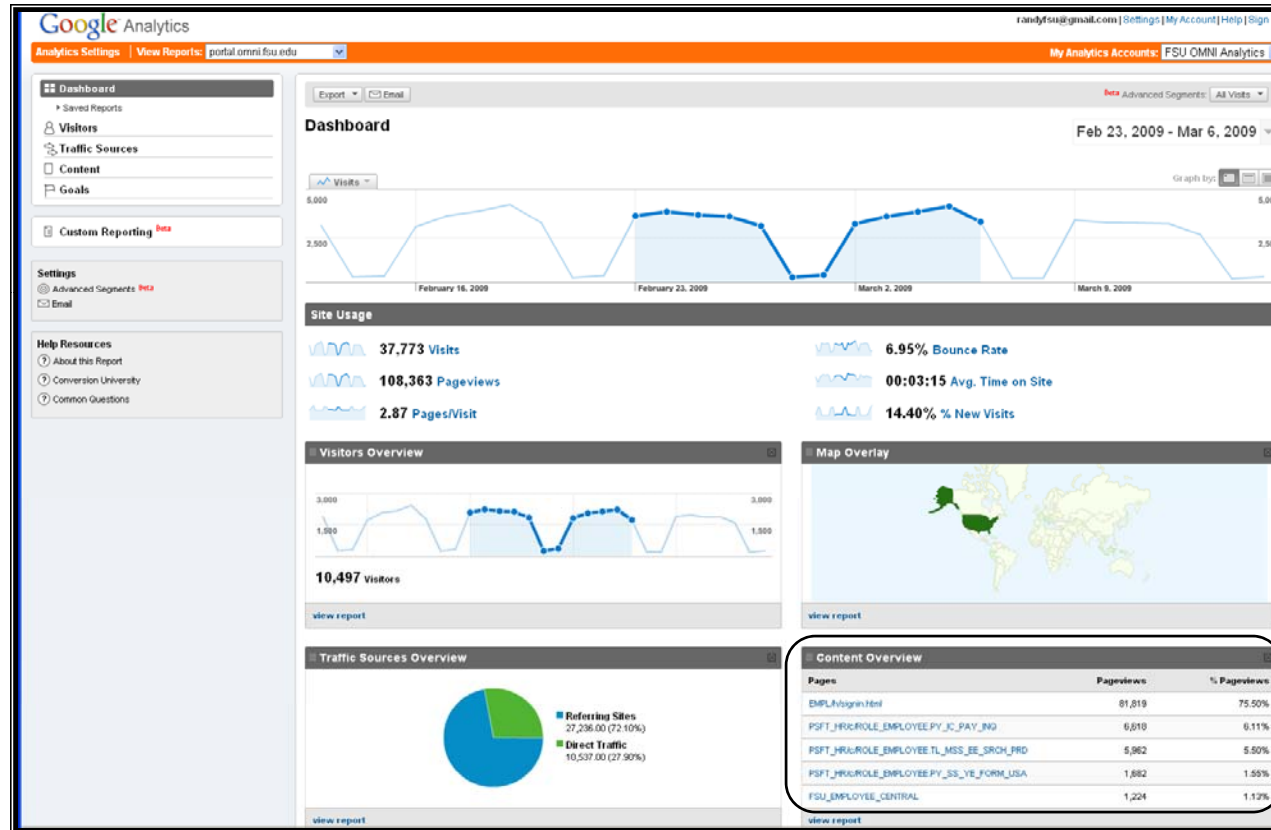 Google Analytics
randyfsu@gmail.com | Settings | My Account | Help | Sign
Analytics Settings | View Reports: portal.omni.fsu.edu
My Analytics Accounts: FSU OMNI Analytics
Dashboard
Saved Reports
Visitors
Traffic Sources
Content
Goals
Custom Reporting Beta
Settings
Advanced Segments Beta
Email
Help Resources
About this Report
Conversion University
Common Questions
Export Email
Beta Advanced Segments: All Visits
Dashboard
Feb 23, 2009 - Mar 6, 2009
Visits
Graph by:
5,000
2,500
February 16, 2009 February 23, 2009 March 2, 2009 March 9, 2009
Site Usage
37,773 Visits
108,363 Pageviews
2.87 Pages/Visit
6.95% Bounce Rate
00:03:15 Avg. Time on Site
14.40% % New Visits
Visitors Overview
3,000 3,000
1,500 1,500
10,497 Visitors
view report
Map Overlay
view report
Traffic Sources Overview
Referring Sites
27,236.00 (72.10%)
Direct Traffic
10,537.00 (27.90%)
view report
Content Overview
Pages Pageviews % Pageviews
EMPL/h/signin.html 81,819 75.50%
PSFT_HR/c/ROLE_EMPLOYEE.PY_IC_PAY_INQ 6,618 6.11%
PSFT_HR/c/ROLE_EMPLOYEE.TL_MSS_EE_SRCH_PRD 5,962 5.50%
PSFT_HR/c/ROLE_EMPLOYEE.PY_SS_YE_FORM_USA 1,682 1.55%
FSU_EMPLOYEE_CENTRAL 1,224 1.13%
view report